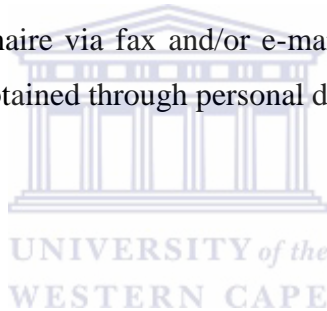 naire via fax and/or e-ma
tained through personal d
UNIVERSITY of the
WESTERN CAPE